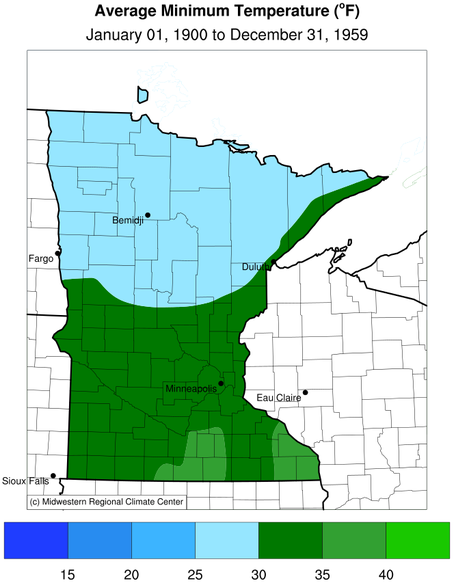 Average Minimum Temperature (°F)
January 01, 1900 to December 31, 1959
Bemidji
Fargo
Duluth
Minneapolis
Eau Claire
Sioux Falls
(c) Midwestern Regional Climate Center
15 20 25 30 35 40